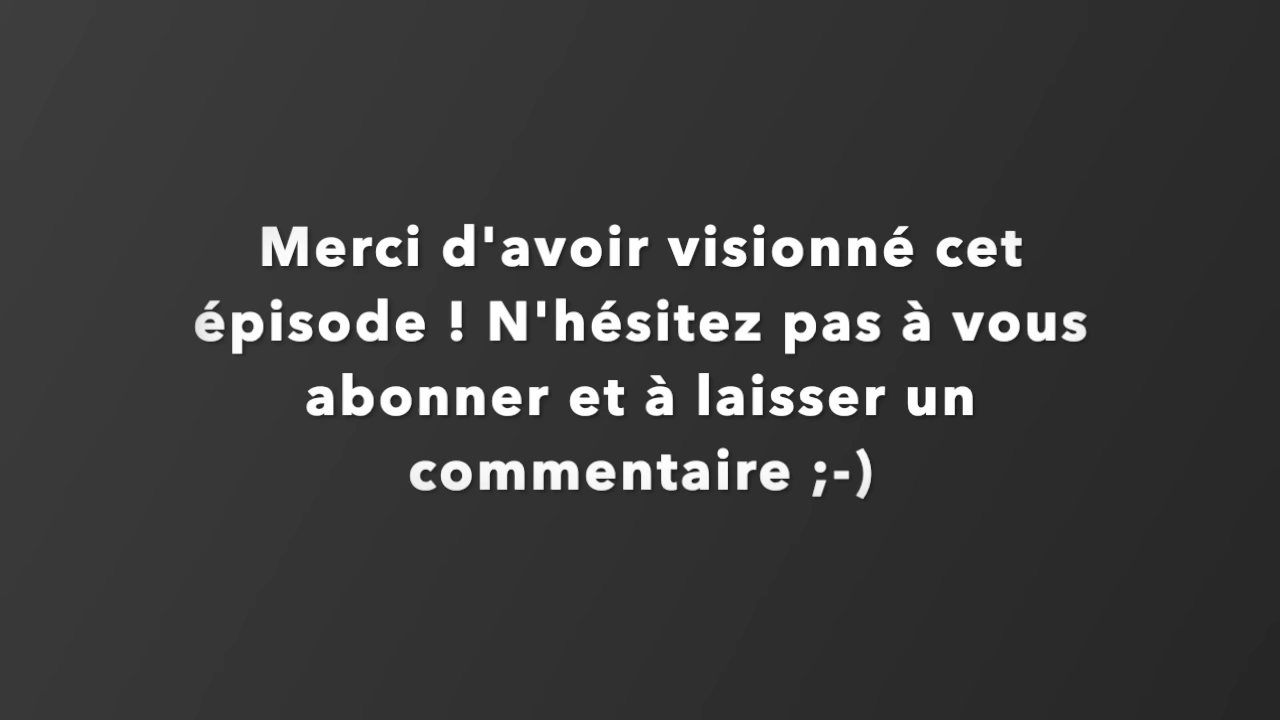 Merci d'avoir visionné cet
épisode ! N'hésitez pas à vous
abonner et à laisser un
commentaire ;-)